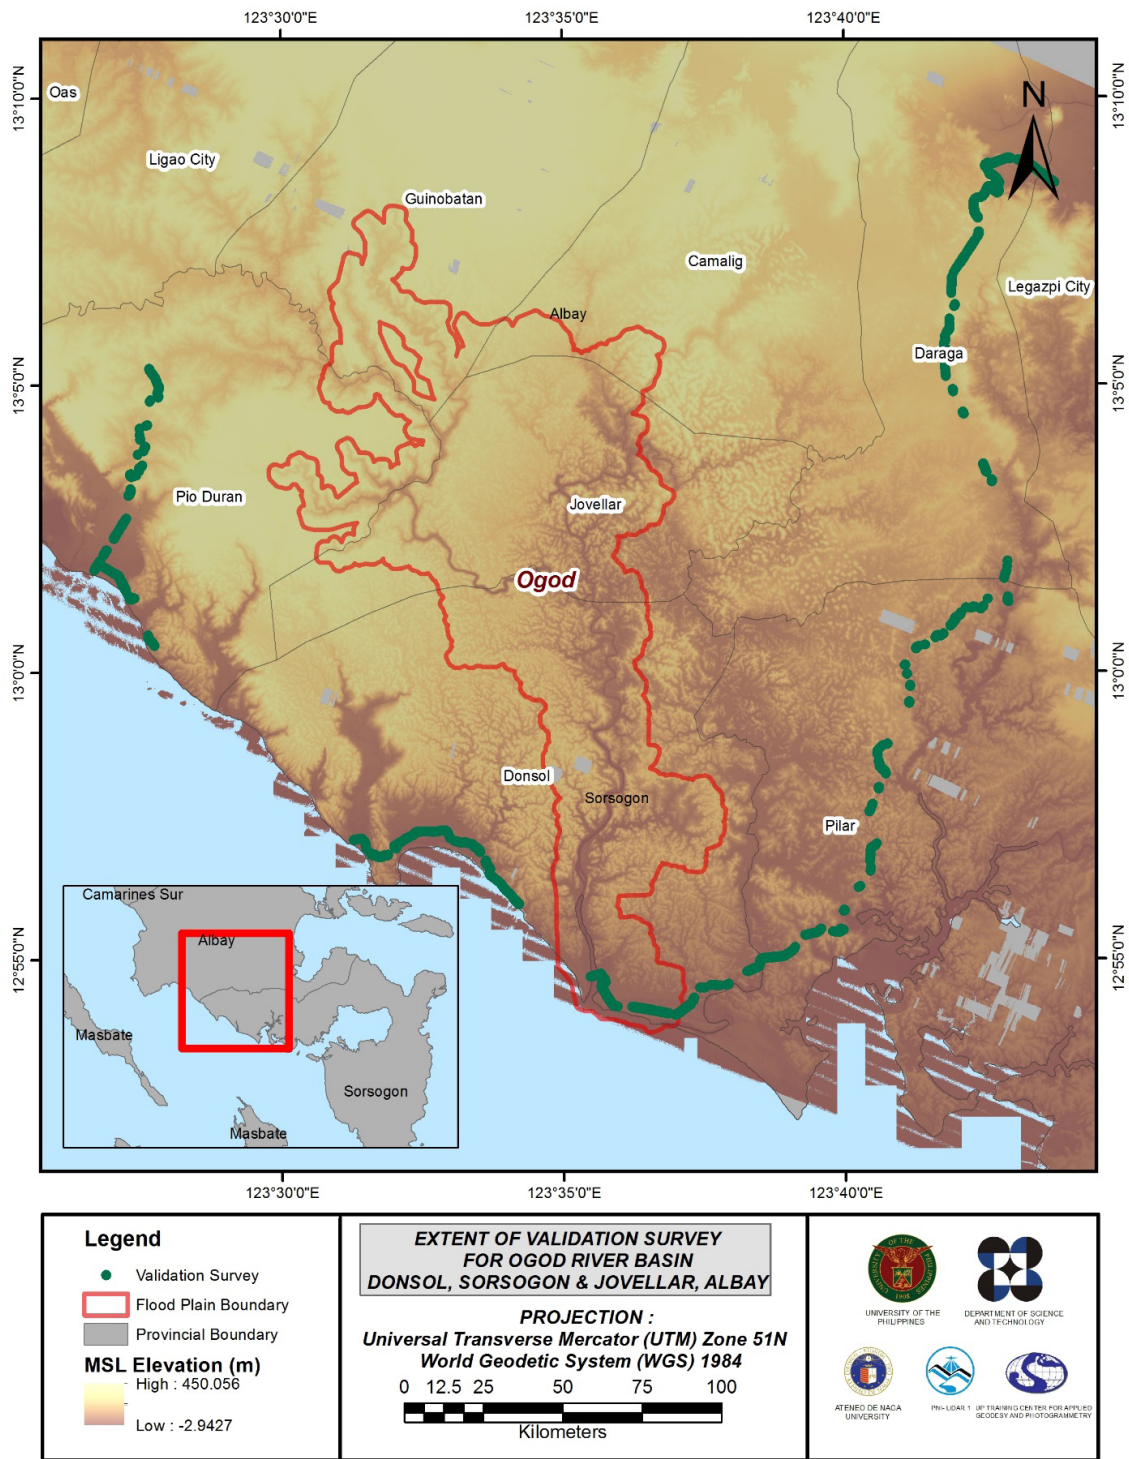 123°30'0"E
123°35'0"E
123°40'0"E
13°10'0"N
13°10'0"N
Oas
N
Ligao City
Guinobatan
Camalig
Legazpi City
Albay
Daraga
13°5'0"N
13°5'0"N
Pio Duran
Jovellar
Ogod
13°0'0"N
13°0'0"N
Donsol
Sorsogon
Pilar
Camarines Sur
Albay
12°55'0"N
12°55'0"N
Masbate
Sorsogon
Masbate
123°30'0"E
123°35'0"E
123°40'0"E
Legend
Validation Survey
Flood Plain Boundary
Provincial Boundary
MSL Elevation (m)
High : 450.056
Low : -2.9427
EXTENT OF VALIDATION SURVEY
FOR OGOD RIVER BASIN
DONSOL, SORSOGON & JOVELLAR, ALBAY
PROJECTION :
Universal Transverse Mercator (UTM) Zone 51N
World Geodetic System (WGS) 1984
0 12.5 25 50 75 100
Kilometers
UNIVERSITY OF THE
PHILIPPINES
DEPARTMENT OF SCIENCE
AND TECHNOLOGY
ATENEO DE NAGA
UNIVERSITY
PHIL-LIDAR 1
UP TRAINING CENTER FOR APPLIED
GEODESY AND PHOTOGRAMMETRY